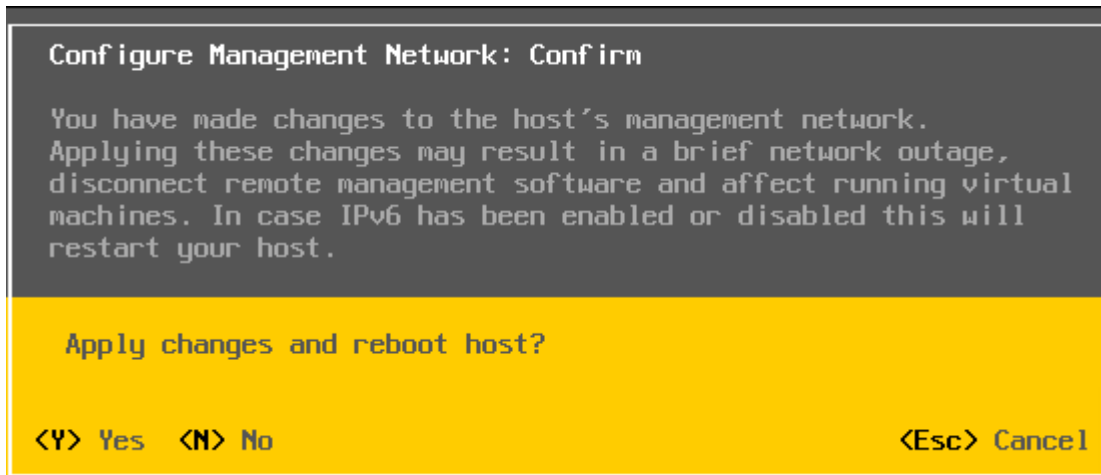 Configure Management Network: Confirm
You have made changes to the host's management network.
Applying these changes may result in a brief network outage,
disconnect remote management software and affect running virtual
machines. In case IPv6 has been enabled or disabled this will
restart your host.
Apply changes and reboot host?
<Y> Yes <N> No <Esc> Cancel